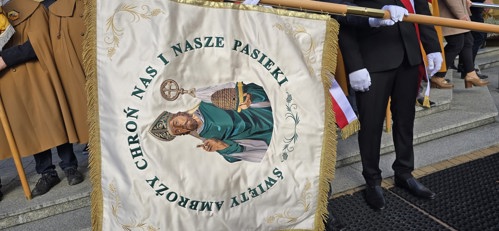 ŚWIĘTY AMBROŻY CHROŃ NAS I NASZE PASIEKI